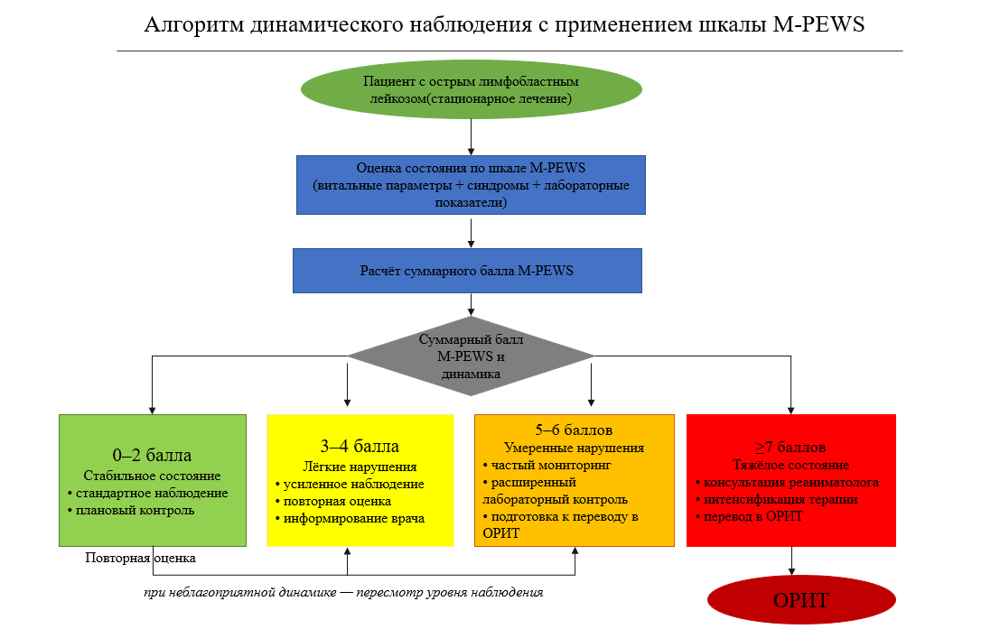 Алгоритм динамического наблюдения с применением шкалы M-PEWS
Пациент с острым лимфобластным
лейкозом(стационарное лечение)
Оценка состояния по шкале M-PEWS
(витальные параметры + синдромы + лабораторные
показатели)
Расчёт суммарного балла M-PEWS
Суммарный балл
M-PEWS и
динамика
0–2 балла
Стабильное состояние
• стандартное наблюдение
• плановый контроль
3–4 балла
Лёгкие нарушения
• усиленное наблюдение
• повторная оценка
• информирование врача
5–6 баллов
Умеренные нарушения
• частый мониторинг
• расширенный
лабораторный контроль
• подготовка к переводу в
ОРИТ
≥7 баллов
Тяжёлое состояние
• консультация реаниматолога
• интенсификация терапии
• перевод в ОРИТ
Повторная оценка
при неблагоприятной динамике — пересмотр уровня наблюдения
ОРИТ